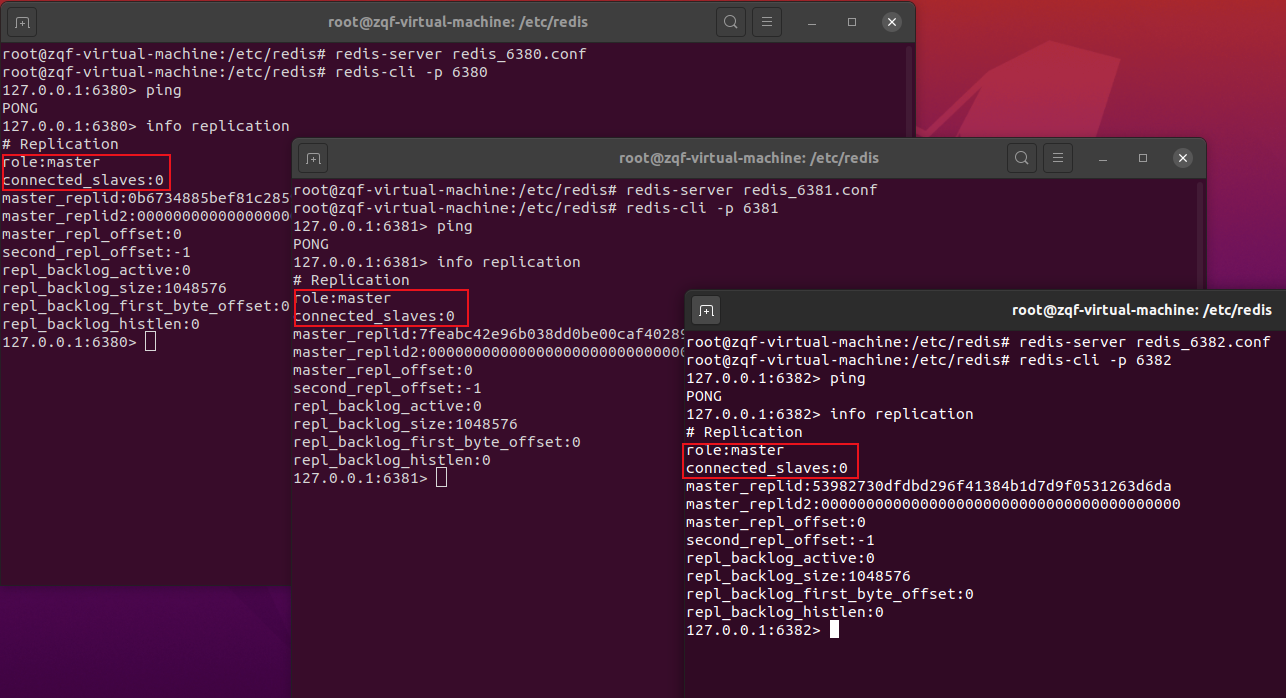 root@zqf-virtual-machine: /etc/redis
root@zqf-virtual-machine:/etc/redis# redis-server redis_6380.conf
root@zqf-virtual-machine:/etc/redis# redis-cli -p 6380
127.0.0.1:6380> ping
PONG
127.0.0.1:6380> info replication
# Replication
role:master
connected_slaves:0
master_replid:0b6734885bef81c285
master_replid2:00000000000000000
master_repl_offset:0
second_repl_offset:-1
repl_backlog_active:0
repl_backlog_size:1048576
repl_backlog_first_byte_offset:0
repl_backlog_histlen:0
127.0.0.1:6380>
root@zqf-virtual-machine: /etc/redis
root@zqf-virtual-machine:/etc/redis# redis-server redis_6381.conf
root@zqf-virtual-machine:/etc/redis# redis-cli -p 6381
127.0.0.1:6381> ping
PONG
127.0.0.1:6381> info replication
# Replication
role:master
connected_slaves:0
master_replid:7feabc42e96b038dd0be00caf40289
master_replid2:00000000000000000000000000000
master_repl_offset:0
second_repl_offset:-1
repl_backlog_active:0
repl_backlog_size:1048576
repl_backlog_first_byte_offset:0
repl_backlog_histlen:0
127.0.0.1:6381>
root@zqf-virtual-machine: /etc/redis
root@zqf-virtual-machine:/etc/redis# redis-server redis_6382.conf
root@zqf-virtual-machine:/etc/redis# redis-cli -p 6382
127.0.0.1:6382> ping
PONG
127.0.0.1:6382> info replication
# Replication
role:master
connected_slaves:0
master_replid:53982730dfdbd296f41384b1d7d9f0531263d6da
master_replid2:0000000000000000000000000000000000000000
master_repl_offset:0
second_repl_offset:-1
repl_backlog_active:0
repl_backlog_size:1048576
repl_backlog_first_byte_offset:0
repl_backlog_histlen:0
127.0.0.1:6382>